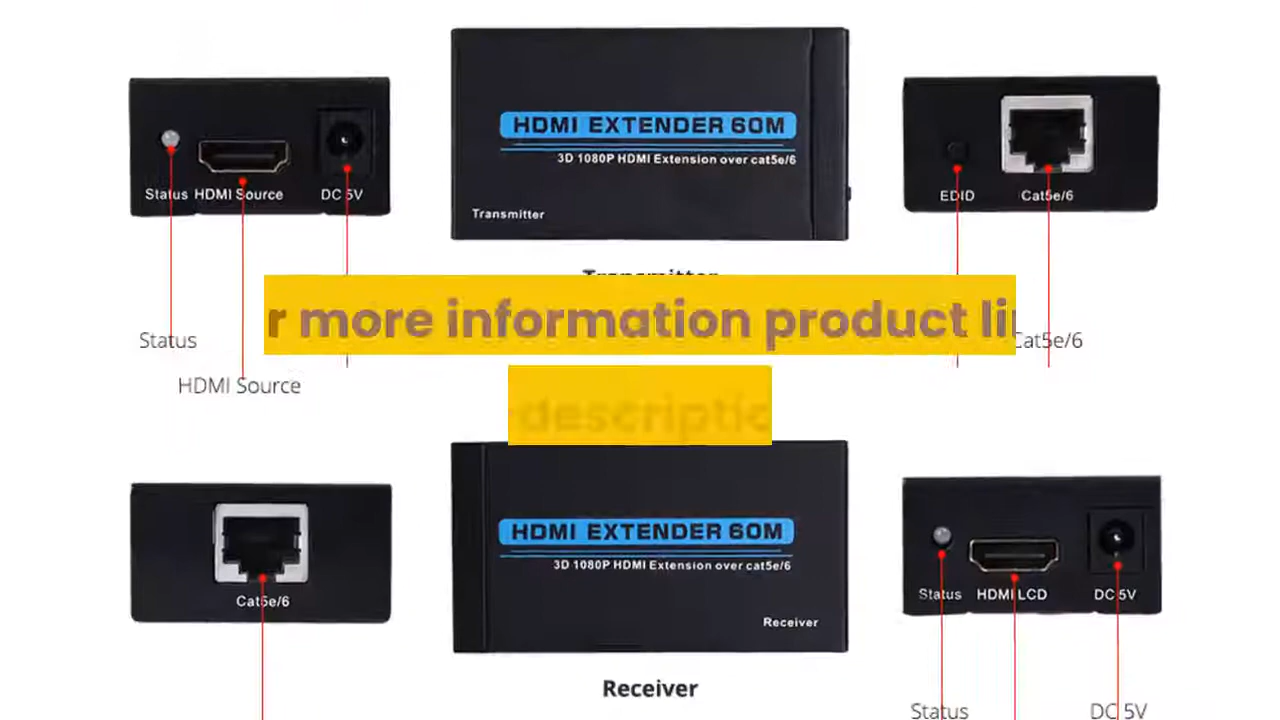 HDMI EXTENDER 60M
3D 1080P HDMI Extension over cat5e/6
Transmitter
Status HDMI Source DC 5V
EDID Cat5e/6
Transmitter
r more information product li
description
Status
Cat5e/6
HDMI Source
HDMI EXTENDER 60M
3D 1080P HDMI Extension over cat5e/6
Receiver
Cat5e/6
Status HDMI LCD DC 5V
Receiver
Status DC 5V